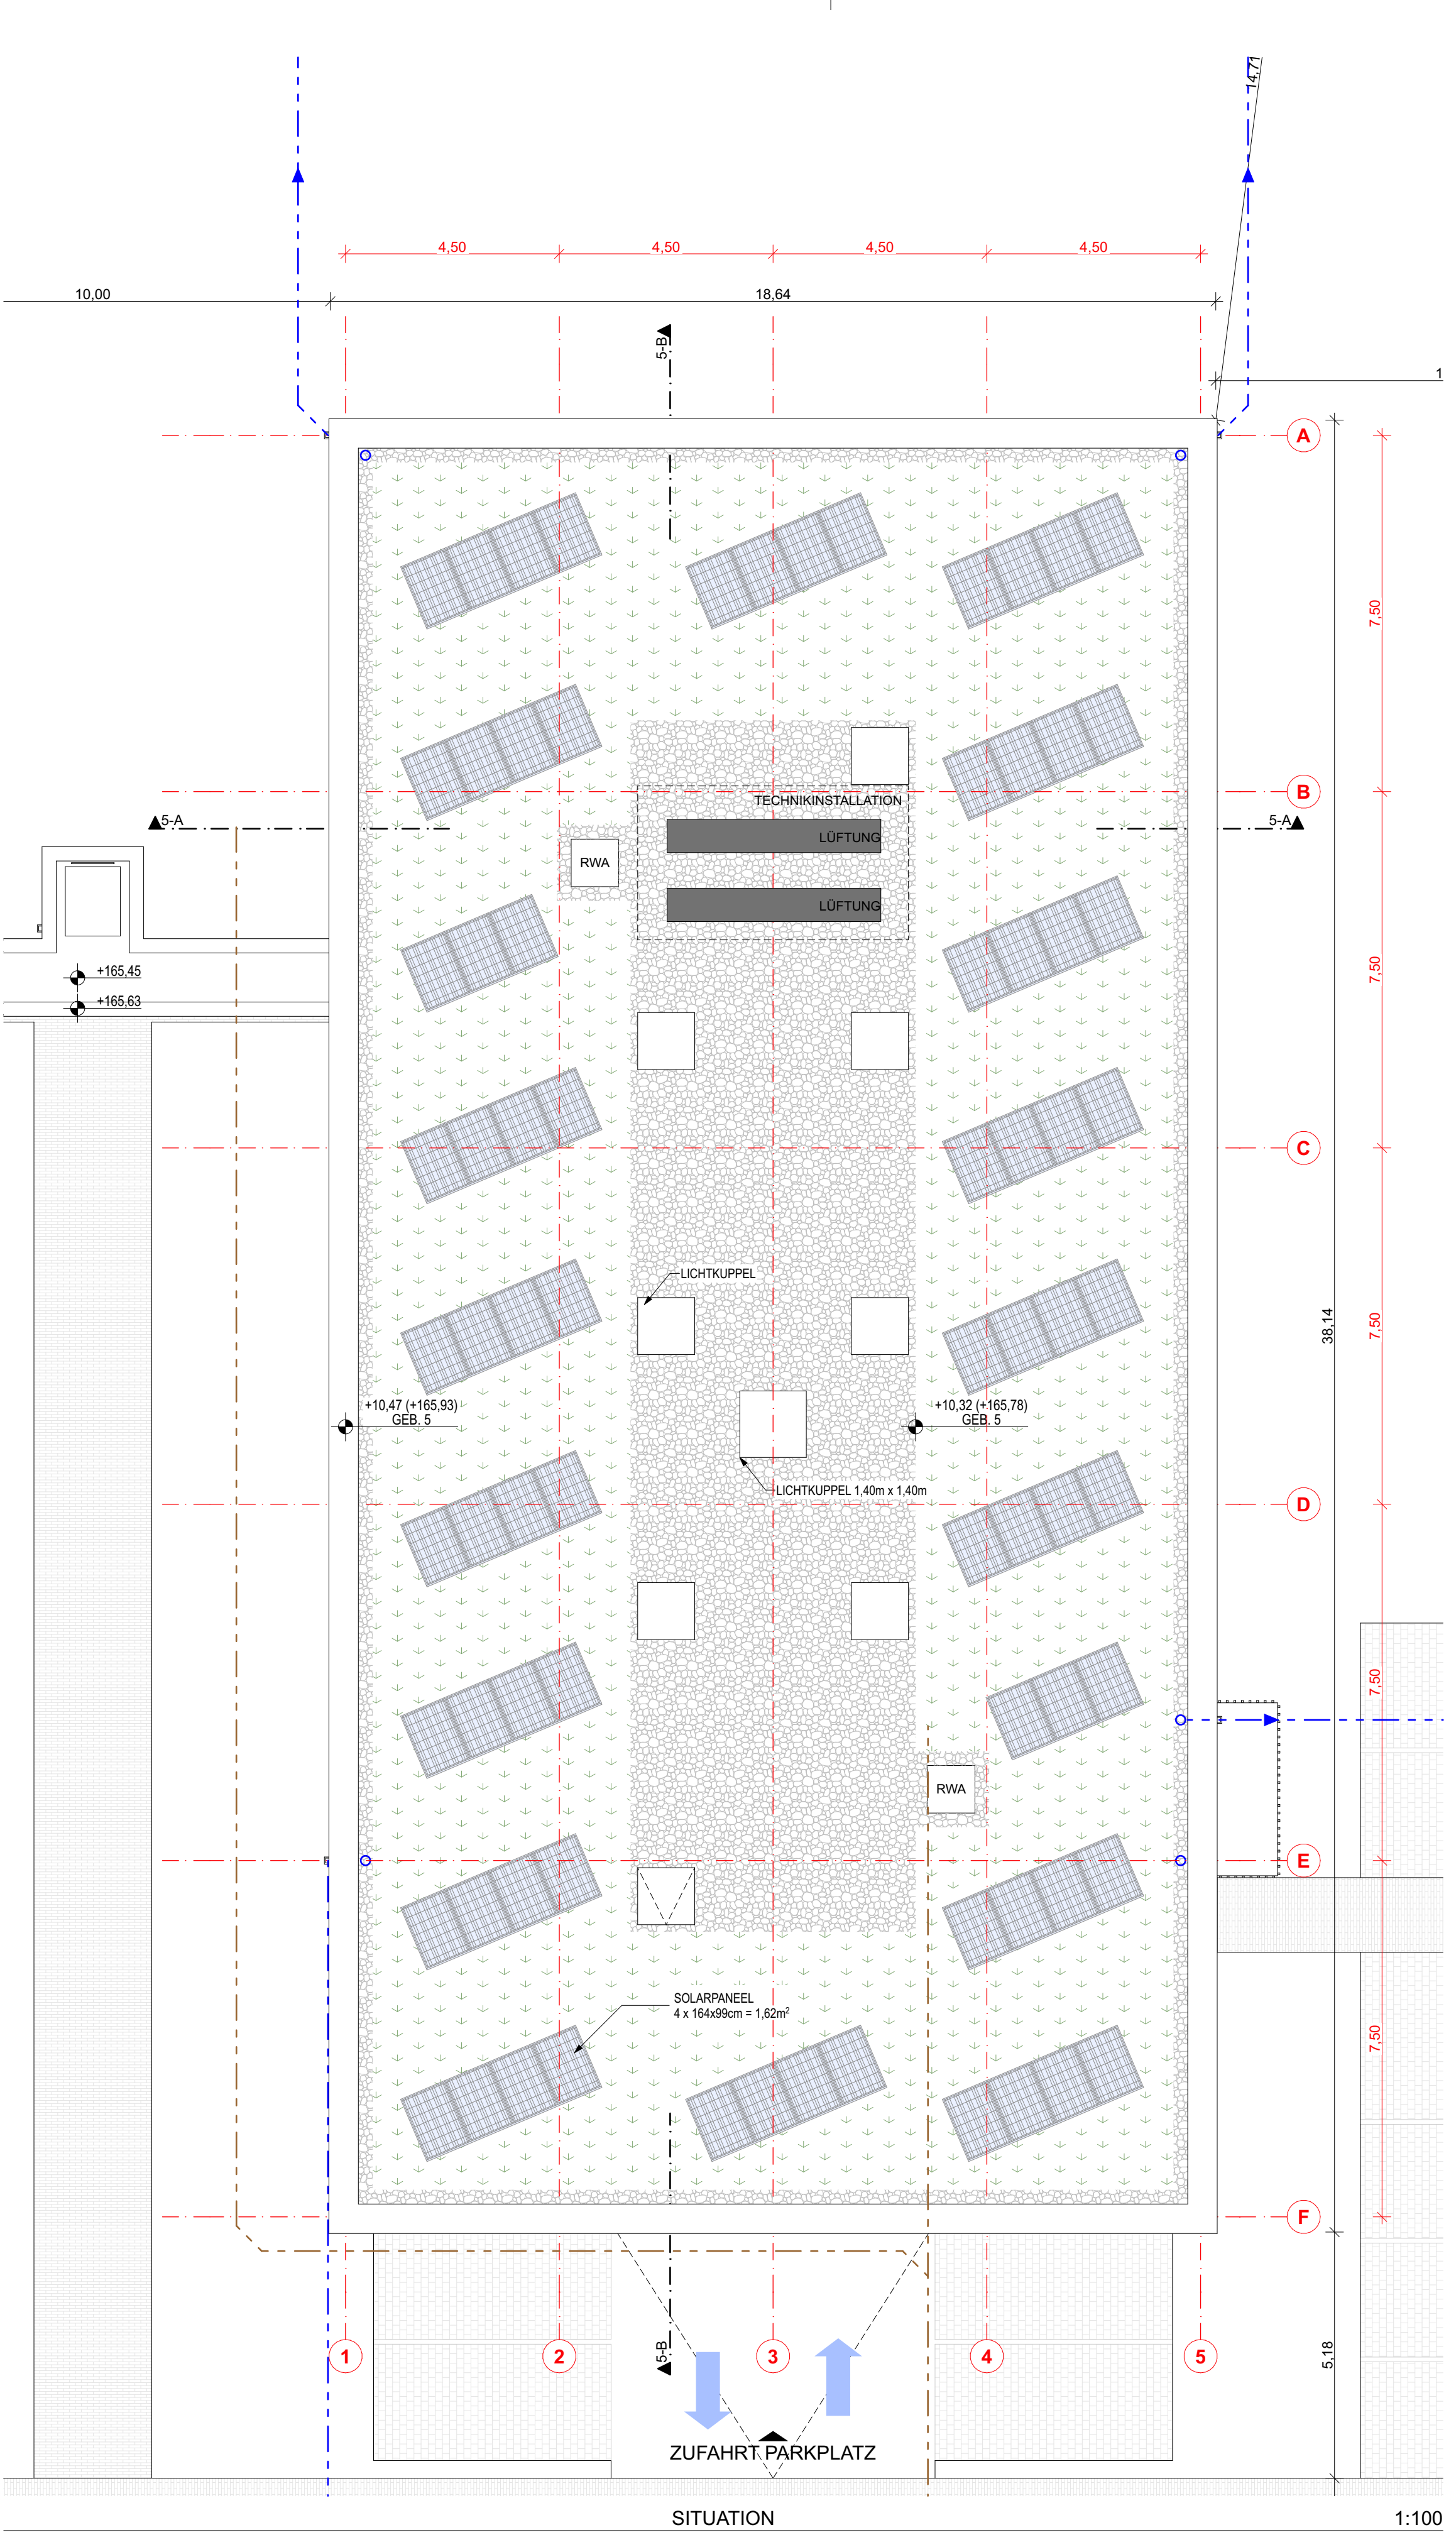 14,71
4,50
4,50
4,50
4,50
10,00
18,64
5-B
1
A
7,50
B
TECHNIKINSTALLATION
5-A
5-A
LÜFTUNG
RWA
LÜFTUNG
+165,45
7,50
+165,63
C
LICHTKUPPEL
7,50
38,14
+10,47 (+165,93)
GEB. 5
+10,32 (+165,78)
GEB. 5
LICHTKUPPEL 1,40m x 1,40m
D
7,50
RWA
E
SOLARPANEEL
4 x 164x99cm = 1,62m²
7,50
F
1
2
5-B
3
4
5
5,18
ZUFAHRT PARKPLATZ
SITUATION
1:100